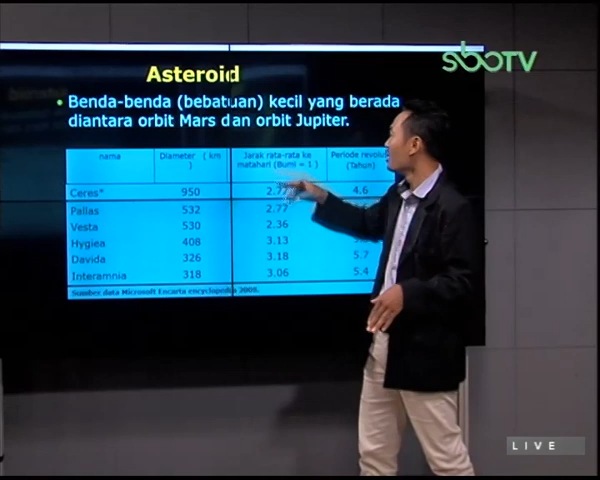 sboTV
Asteroid
• Benda-benda (bebatuan) kecil yang berada
diantara orbit Mars dan orbit Jupiter.
nama Diameter ( km ) Jarak rata-rata ke matahari (Bumi = 1 ) Periode revolusi (Tahun)
Ceres* 950 2.77 4.6
Pallas 532 2.77
Vesta 530 2.36
Hygiea 408 3.13
Davida 326 3.18 5.7
Interamnia 318 3.06 5.4
Sumber data Microsoft Encarta encyclopedia 2008.
LIVE